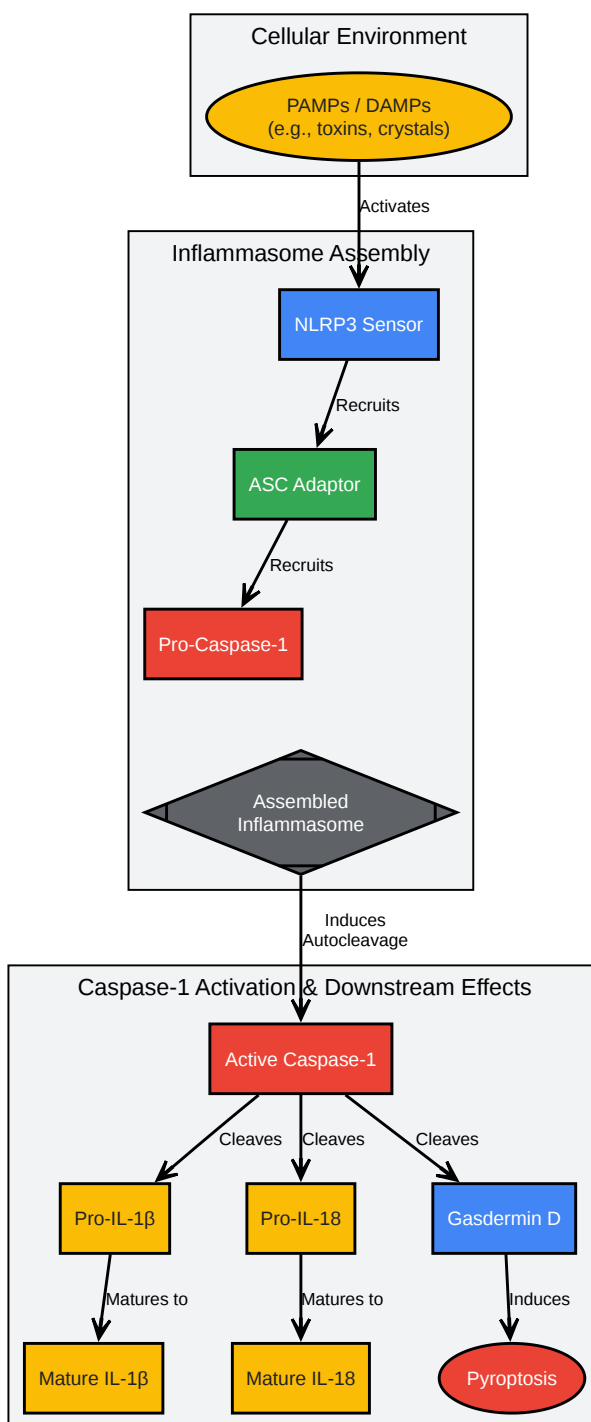 Cellular Environment
PAMPs / DAMPs
(e.g., toxins, crystals)
Activates
Inflammasome Assembly
NLRP3 Sensor
Recruits
ASC Adaptor
Recruits
Pro-Caspase-1
Assembled
Inflammasome
Induces
Autocleavage
Caspase-1 Activation & Downstream Effects
Active Caspase-1
Cleaves
Cleaves
Cleaves
Pro-IL-1β
Pro-IL-18
Gasdermin D
Matures to
Matures to
Induces
Mature IL-1β
Mature IL-18
Pyroptosis